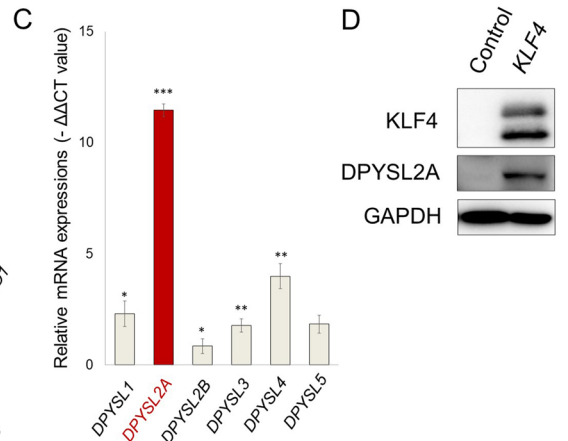 C
Relative mRNA expressions (- ΔΔCT value)
15
10
5
0
*
***
*
**
**
DPYSL1
DPYSL2A
DPYSL2B
DPYSL3
DPYSL4
DPYSL5
D
Control
KLF4
KLF4
DPYSL2A
GAPDH